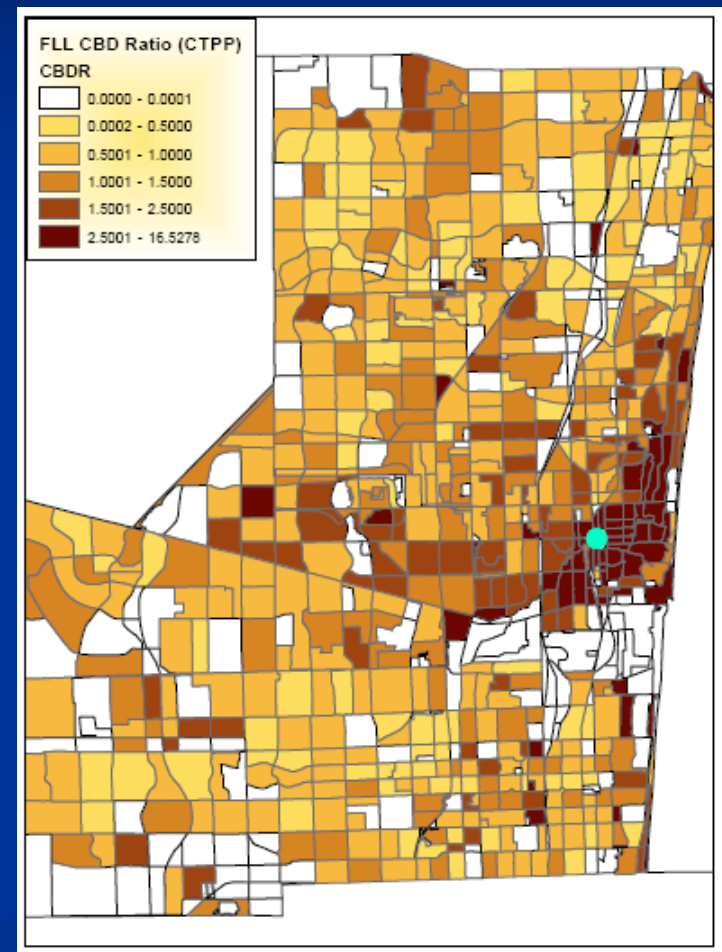 FLL CBD Ratio (CTPP)
CBDR
0.0000 - 0.0001
0.0002 - 0.5000
0.5001 - 1.0000
1.0001 - 1.5000
1.5001 - 2.5000
2.5001 - 16.5278